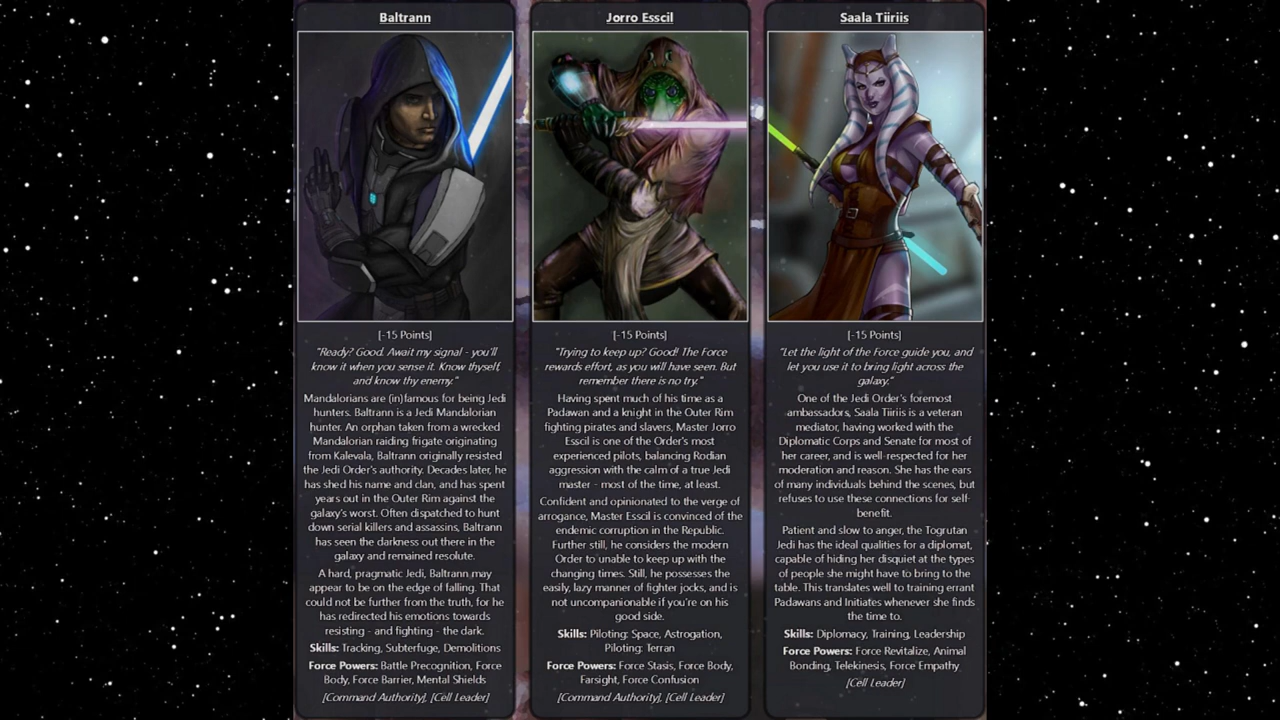 Baltrann
[-15 Points]
"Ready? Good. Await my signal - you'll
know it when you sense it. Know thyself,
and know thy enemy."
Mandalorians are (in)famous for being Jedi
hunters. Baltrann is a Jedi Mandalorian
hunter. An orphan taken from a wrecked
Mandalorian raiding frigate originating
from Kalevala, Baltrann originally resisted
the Jedi Order's authority. Decades later, he
has shed his name and clan, and has spent
years out in the Outer Rim against the
galaxy's worst. Often dispatched to hunt
down serial killers and assassins, Baltrann
has seen the darkness out there in the
galaxy and remained resolute.
A hard, pragmatic Jedi, Baltrann may
appear to be on the edge of falling. That
could not be further from the truth, for he
has redirected his emotions towards
resisting - and fighting - the dark.
Skills: Tracking, Subterfuge, Demolitions
Force Powers: Battle Precognition, Force
Body, Force Barrier, Mental Shields
[Command Authority], [Cell Leader]
Jorro Esscil
[-15 Points]
"Trying to keep up? Good! The Force
rewards effort, as you will have seen. But
remember there is no try."
Having spent much of his time as a
Padawan and a knight in the Outer Rim
fighting pirates and slavers, Master Jorro
Esscil is one of the Order's most
experienced pilots, balancing Rodian
aggression with the calm of a true Jedi
master - most of the time, at least.
Confident and opinionated to the verge of
arrogance, Master Esscil is convinced of the
endemic corruption in the Republic.
Further still, he considers the modern
Order to unable to keep up with the
changing times. Still, he possesses the
easily, lazy manner of fighter jocks, and is
not uncompanionable if you're on his
good side.
Skills: Piloting: Space, Astrogation,
Piloting: Terran
Force Powers: Force Stasis, Force Body,
Farsight, Force Confusion
[Command Authority], [Cell Leader]
Saala Tiiriis
[-15 Points]
"Let the light of the Force guide you, and
let you use it to bring light across the
galaxy."
One of the Jedi Order's foremost
ambassadors, Saala Tiiriis is a veteran
mediator, having worked with the
Diplomatic Corps and Senate for most of
her career, and is well-respected for her
moderation and reason. She has the ears
of many individuals behind the scenes, but
refuses to use these connections for self-
benefit.
Patient and slow to anger, the Togrutan
Jedi has the ideal qualities for a diplomat,
capable of hiding her disquiet at the types
of people she might have to bring to the
table. This translates well to training errant
Padawans and Initiates whenever she finds
the time to.
Skills: Diplomacy, Training, Leadership
Force Powers: Force Revitalize, Animal
Bonding, Telekinesis, Force Empathy
[Cell Leader]